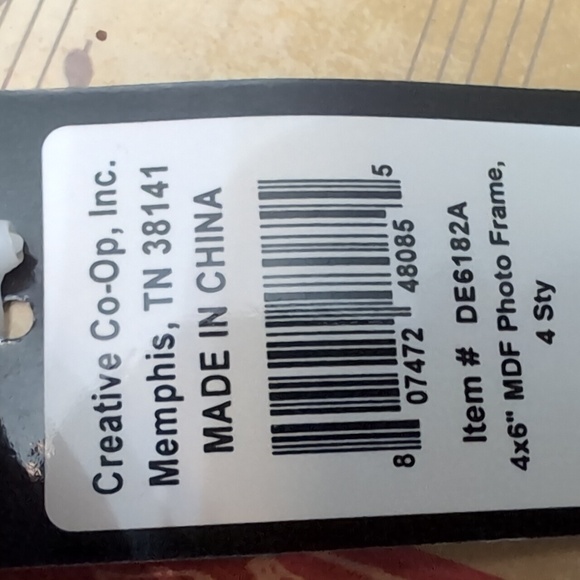 Creative Co-Op, Inc.
Memphis, TN 38141
MADE IN CHINA
8 07472 48085 5
Item # DE6182A
4x6" MDF Photo Frame,
4 Sty